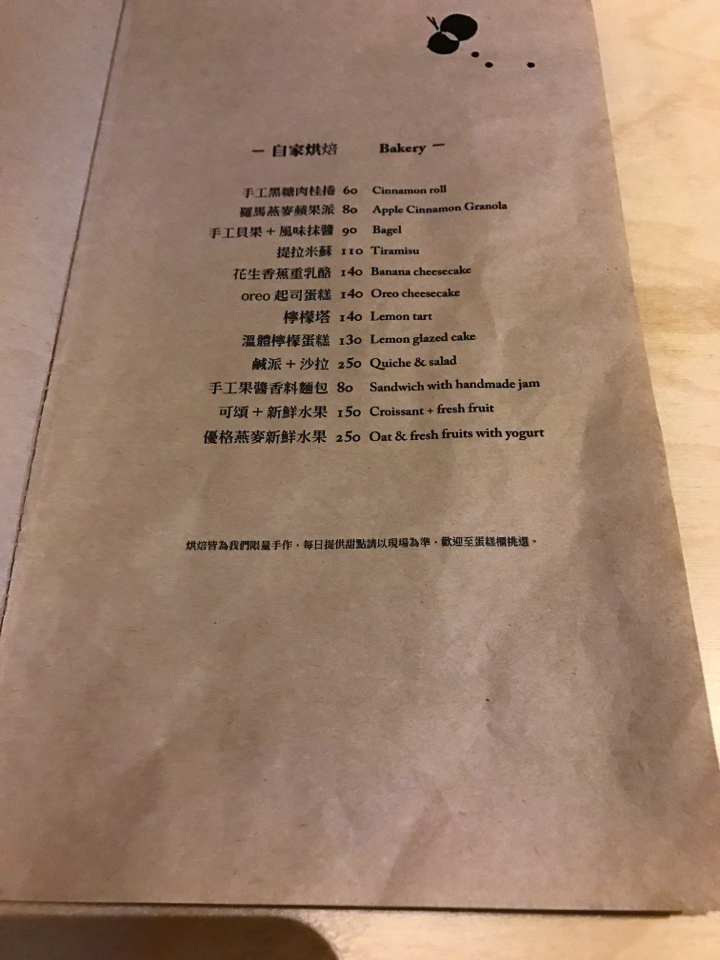 － 自家烘焙 Bakery －
手工黑糖肉桂捲 60 Cinnamon roll
羅馬燕麥蘋果派 80 Apple Cinnamon Granola
手工貝果 + 風味抹醬 90 Bagel
提拉米蘇 110 Tiramisu
花生香蕉重乳酪 140 Banana cheesecake
oreo 起司蛋糕 140 Oreo cheesecake
檸檬塔 140 Lemon tart
溫體檸檬蛋糕 130 Lemon glazed cake
鹹派 + 沙拉 250 Quiche & salad
手工果醬香料麵包 80 Sandwich with handmade jam
可頌 + 新鮮水果 150 Croissant + fresh fruit
優格燕麥新鮮水果 250 Oat & fresh fruits with yogurt
烘焙皆為我們限量手作，每日提供甜點請以現場為準，歡迎至蛋糕櫃挑選。